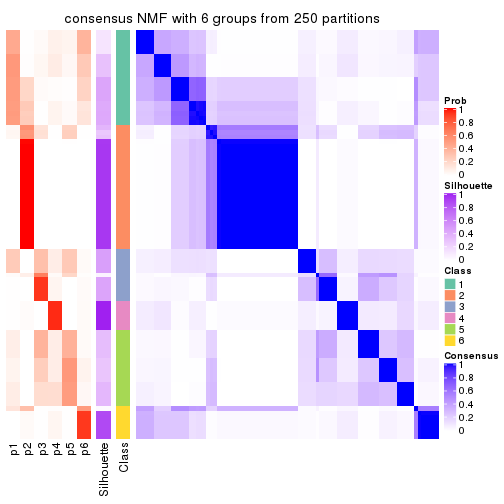 consensus NMF with 6 groups from 250 partitions
Prob
1
0.8
0.6
0.4
0.2
0
Silhouette
1
0.8
0.6
0.4
0.2
0
Class
1
2
3
4
5
6
Consensus
1
0.8
0.6
0.4
0.2
0
p1
p2
p3
p4
p5
p6
Silhouette
Class